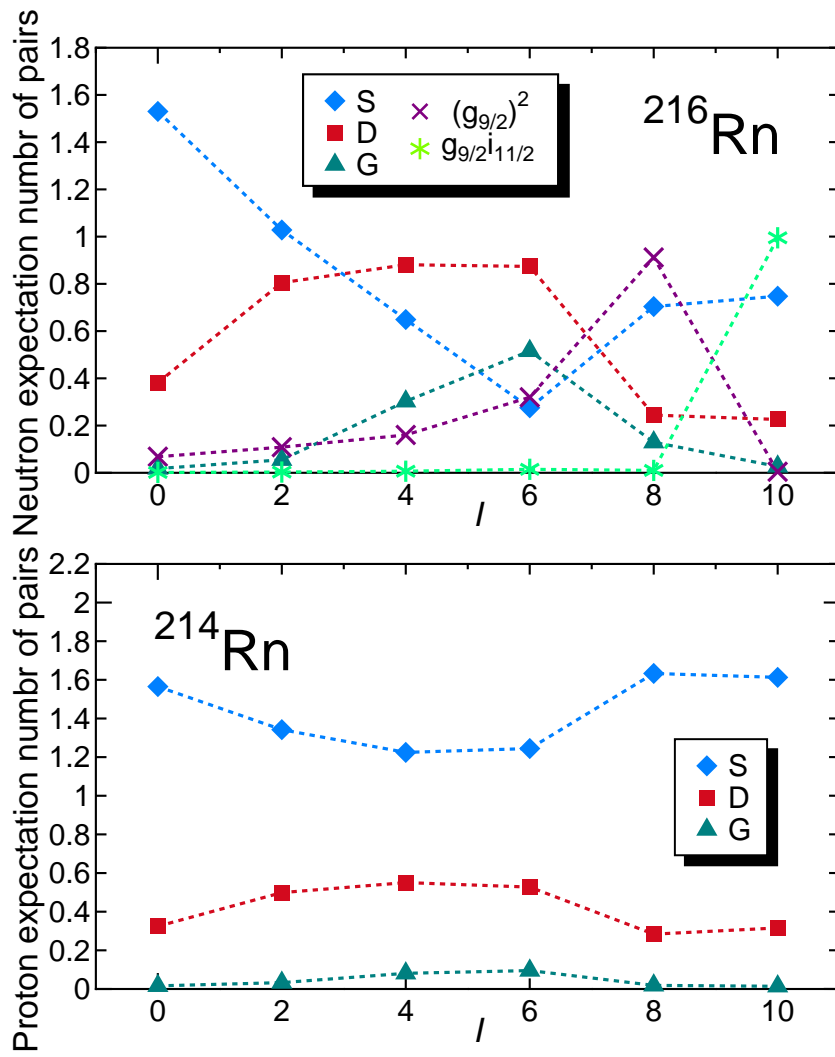 Neutron expectation numbr of pairs
1.8
1.6
1.4
1.2
1
0.8
0.6
0.4
0.2
0
S
D
G
(g9/2)²
g9/2i11/2
²¹⁶Rn
0 2 4 6 8 10
I
Proton expectation numbr of pairs
2.2
2
1.8
1.6
1.4
1.2
1
0.8
0.6
0.4
0.2
0
²¹⁴Rn
S
D
G
0 2 4 6 8 10
I